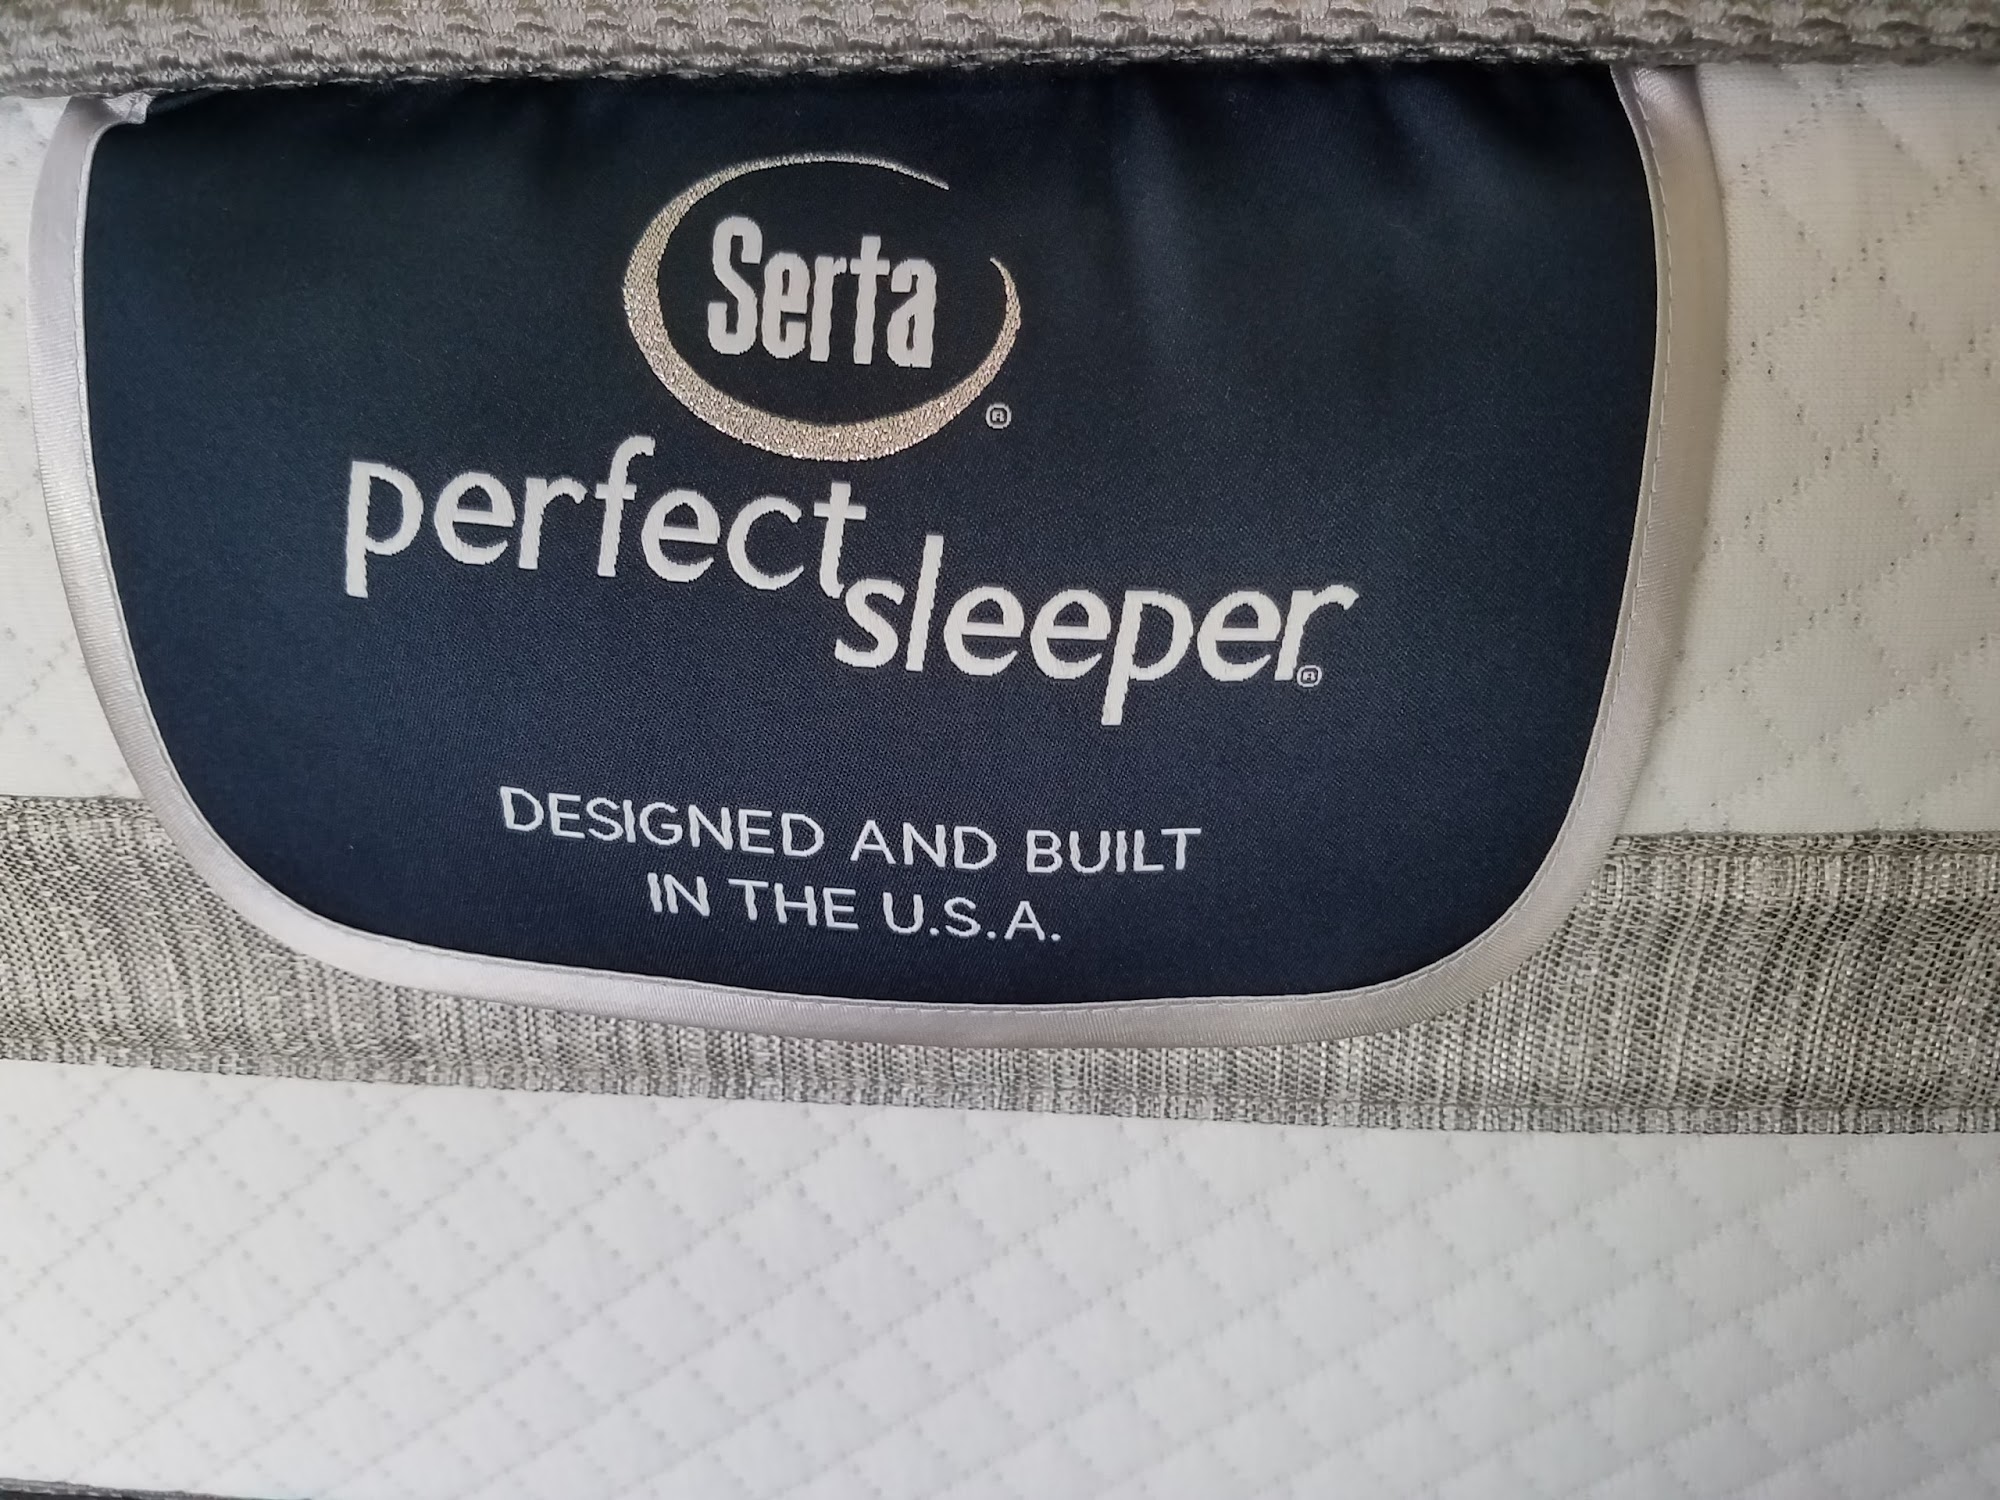 Serta®
perfect
sleeper®
DESIGNED AND BUILT
IN THE U.S.A.